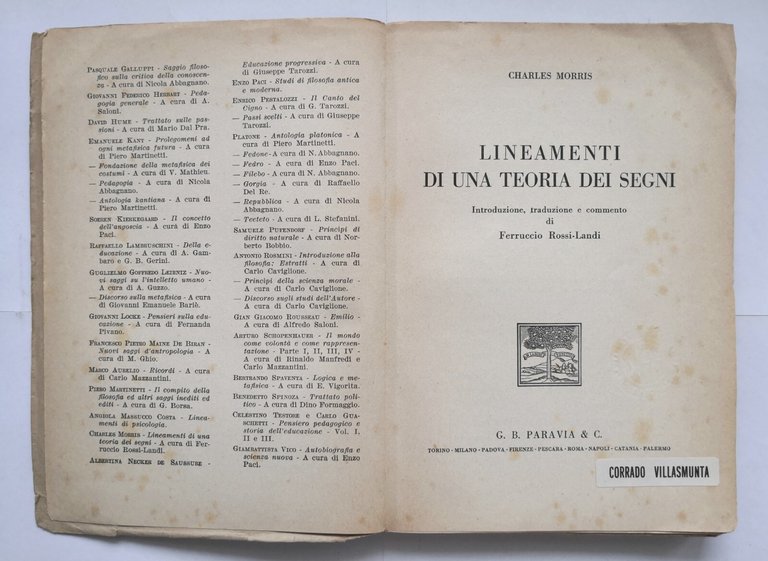 PASQUALE GALLUPPI - Saggio filoso-
fico sulla critica della conoscen-
za - A cura di Nicola Abbagnano.
GIOVANNI FEDERICO HERBART - Peda-
gogia generale - A cura di A.
Saloni.
DAVID HUME - Trattato sulle pas-
sioni - A cura di Mario Dal Pra.
EMANUELE KANT - Prolegomeni ad
ogni metafisica futura - A cura
di Piero Martinetti.
— Fondazione della metafisica dei
costumi - A cura di V. Mathieu.
— Pedagogia - A cura di Nicola
Abbagnano.
— Antologia kantiana - A cura di
Piero Martinetti.
SOEREN KIERKEGAARD - Il concetto
dell'angoscia - A cura di Enzo
Paci.
RAFFAELLO LAMBRUSCHINI - Della e-
ducazione - A cura di A. Gam-
baro e G. B. Gerini.
GUGLIELMO GOFFREDO LEIBNIZ - Nuo-
vi saggi su l'intelletto umano -
A cura di A. Guzzo.
— Discorso sulla metafisica - A cura
di Giovanni Emanuele Bariè.
GIOVANNI LOCKE - Pensieri sulla edu-
cazione - A cura di Fernanda
Pivano.
FRANCESCO PIETRO MAINE DE BIRAN -
Nuovi saggi d'antropologia - A
cura di M. Ghio.
MARCO AURELIO - Ricordi - A cura
di Carlo Mazzantini.
PIERO MARTINETTI - Il compito della
filosofia ed altri saggi inediti ed
editi - A cura di G. Borsa.
ANGIOLA MASSUCCO COSTA - Linea-
menti di psicologia.
CHARLES MORRIS - Lineamenti di una
teoria dei segni - A cura di Fer-
ruccio Rossi-Landi.
ALBERTINA NECKER DE SAUSSURE -
Educazione progressiva - A cura
di Giuseppe Tarozzi.
ENZO PACI - Studi di filosofia antica
e moderna.
ENRICO PESTALOZZI - Il Canto del
Cigno - A cura di G. Tarozzi.
— Passi scelti - A cura di Giuseppe
Tarozzi.
PLATONE - Antologia platonica - A
cura di Piero Martinetti.
— Fedone - A cura di N. Abbagnano.
— Fedro - A cura di Enzo Paci.
— Filebo - A cura di N. Abbagnano.
— Gorgia - A cura di Raffaello
Del Re.
— Repubblica - A cura di Nicola
Abbagnano.
— Teeteto - A cura di L. Stefanini.
SAMUELE PUFENDORF - Principi di
diritto naturale - A cura di Nor-
berto Bobbio.
ANTONIO ROSMINI - Introduzione alla
filosofia: Estratti - A cura di
Carlo Caviglione.
— Principi della scienza morale -
A cura di Carlo Caviglione.
— Discorso sugli studi dell'Autore -
A cura di Carlo Caviglione.
GIAN GIACOMO ROUSSEAU - Emilio -
A cura di Alfredo Saloni.
ARTURO SCHOPENHAUER - Il mondo
come volontà e come rappresen-
tazione - Parte I, II, III, IV -
A cura di Rinaldo Manfredi e
Carlo Mazzantini.
BERTRANDO SPAVENTA - Logica e me-
tafisica - A cura di E. Vigorita.
BENEDETTO SPINOZA - Trattato poli-
tico - A cura di Dino Formaggio.
CELESTINO TESTORE e CARLO GUA-
SCHETTI - Pensiero pedagogico e
storia dell'educazione - Vol. I,
II e III.
GIAMBATTISTA VICO - Autobiografia e
scienza nuova - A cura di Enzo
Paci.
CHARLES MORRIS
LINEAMENTI
DI UNA TEORIA DEI SEGNI
Introduzione, traduzione e commento
di
Ferruccio Rossi-Landi
G. B. PARAVIA & C.
TORINO - MILANO - PADOVA - FIRENZE - PESCARA - ROMA - NAPOLI - CATANIA - PALERMO
CORRADO VILLASMUNTA